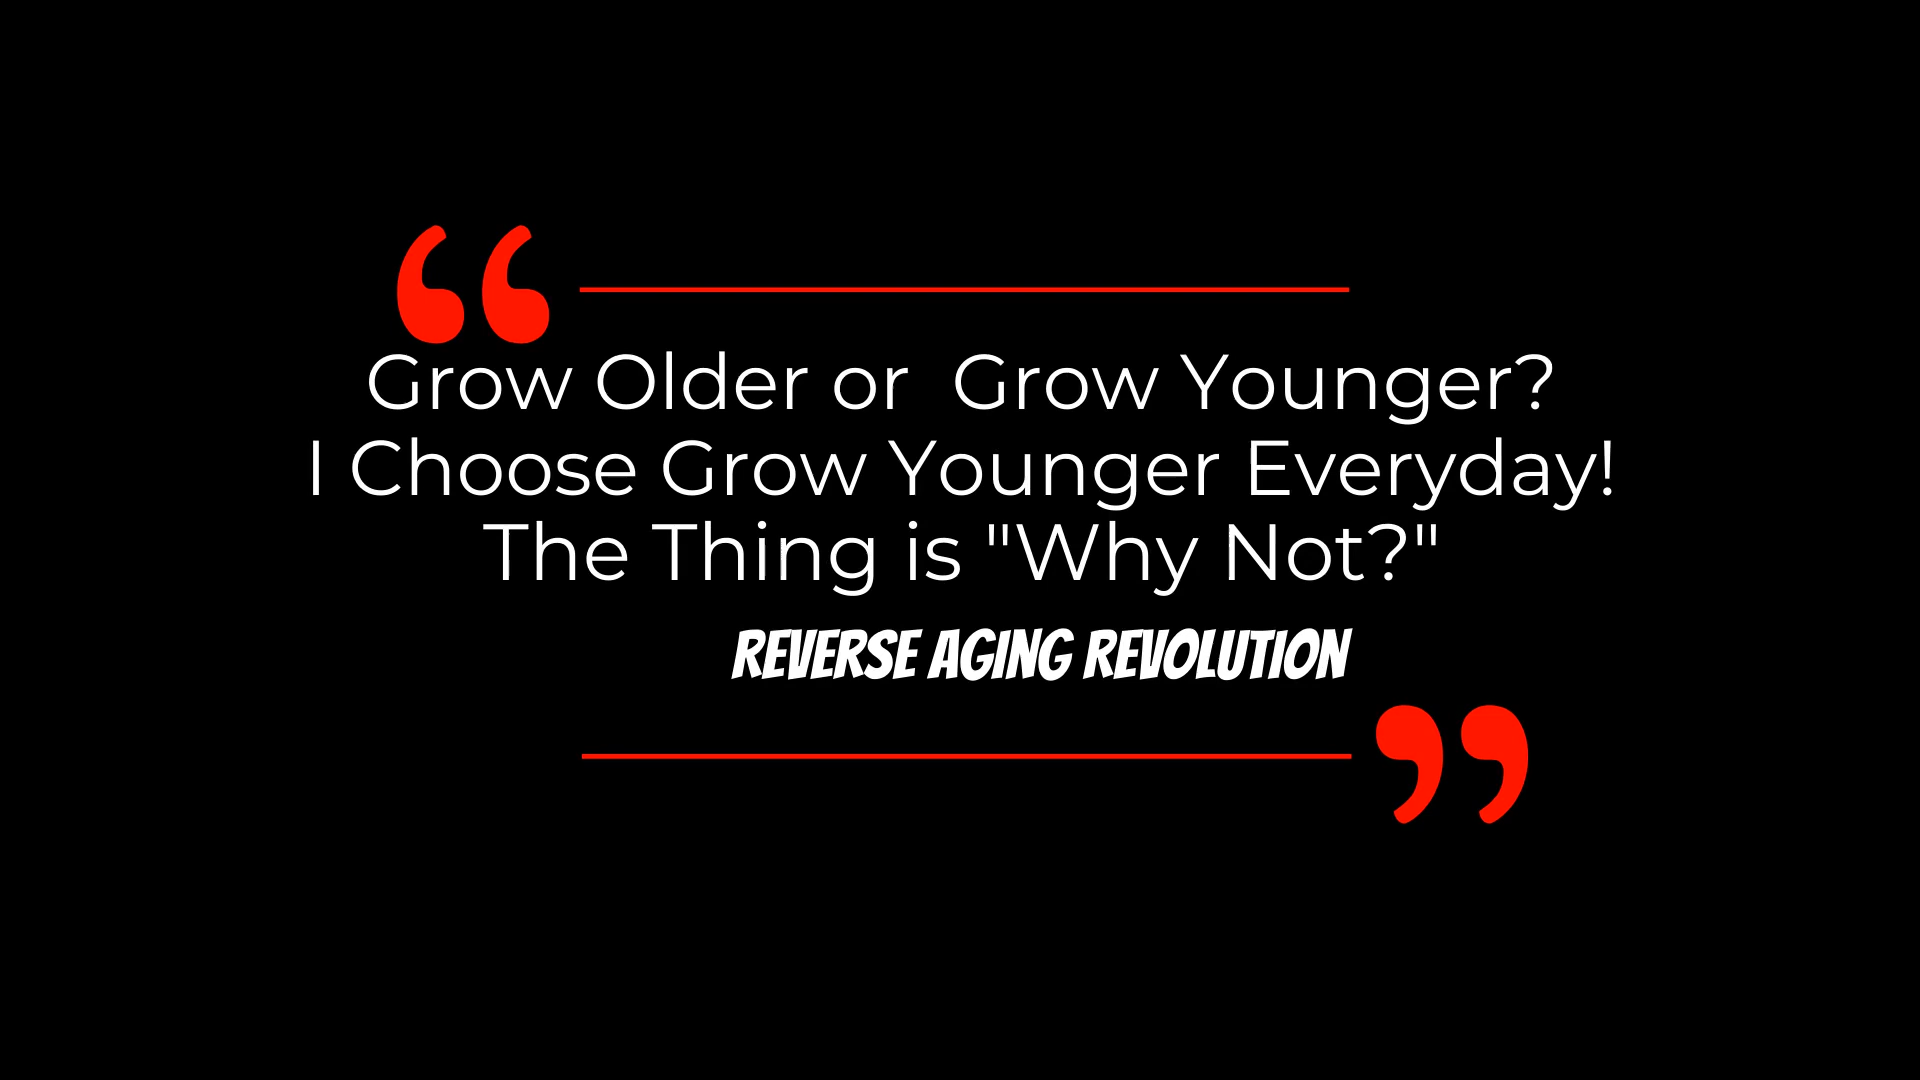 “
Grow Older or  Grow Younger?
I Choose Grow Younger Everyday!
The Thing is "Why Not?"
REVERSE AGING REVOLUTION
”